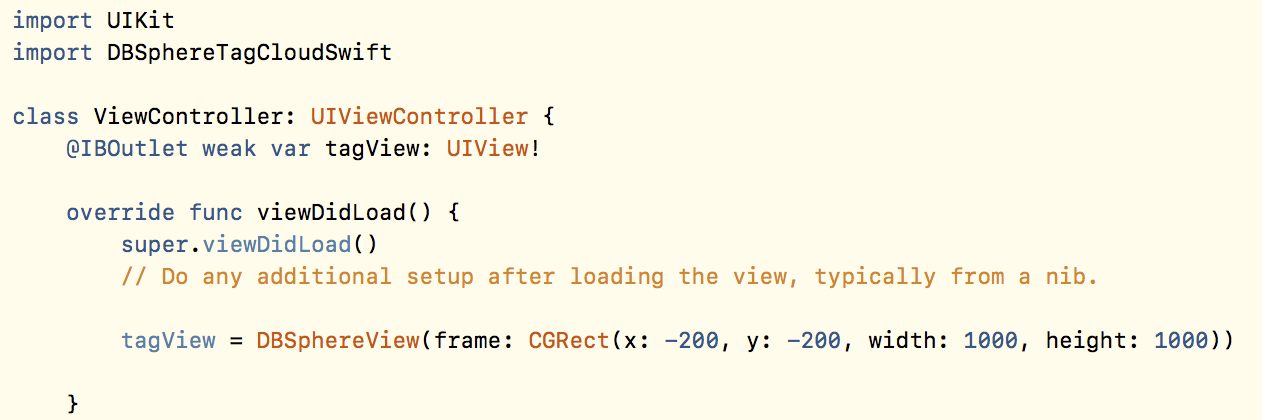 import UIKit
import DBSphereTagCloudSwift
class ViewController: UIViewController {
@IBOutlet weak var tagView: UIView!
override func viewDidLoad() {
super.viewDidLoad()
// Do any additional setup after loading the view, typically from a nib.
tagView = DBSphereView(frame: CGRect(x: -200, y: -200, width: 1000, height: 1000))
}